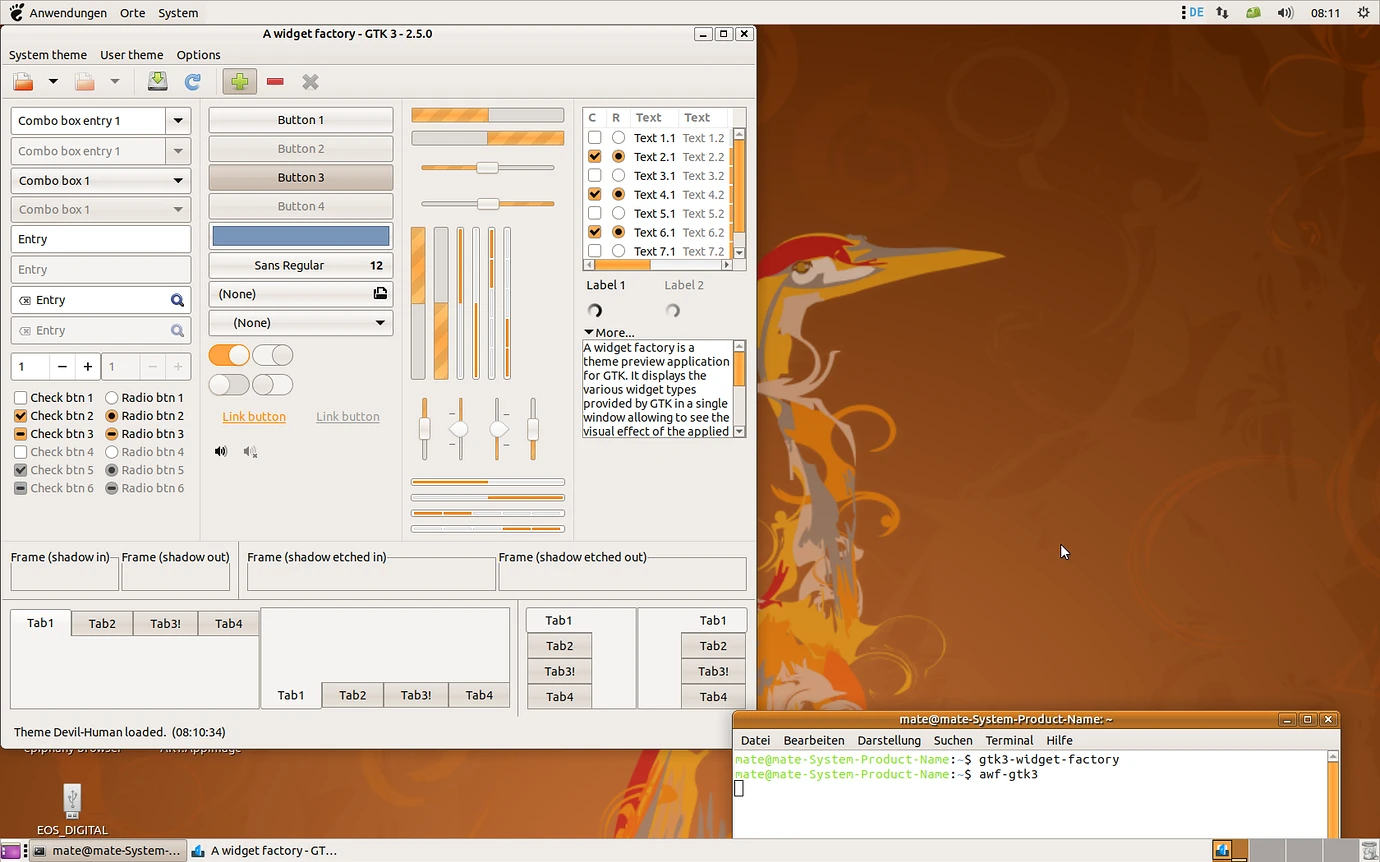 Anwendungen Orte System DE 08:11
A widget factory - GTK 3 - 2.5.0
System theme User theme Options
Combo box entry 1
Combo box entry 1
Combo box 1
Combo box 1
Entry
Entry
Entry
Entry
1 − + 1 − +
Check btn 1 Radio btn 1
Check btn 2 Radio btn 2
Check btn 3 Radio btn 3
Check btn 4 Radio btn 4
Check btn 5 Radio btn 5
Check btn 6 Radio btn 6
Button 1
Button 2
Button 3
Button 4
Sans Regular 12
(None)
(None)
Link button Link button
C R Text Text
Text 1.1 Text 1.2
Text 2.1 Text 2.2
Text 3.1 Text 3.2
Text 4.1 Text 4.2
Text 5.1 Text 5.2
Text 6.1 Text 6.2
Text 7.1 Text 7.2
Label 1 Label 2
More...
A widget factory is a
theme preview application
for GTK. It displays the
various widget types
provided by GTK in a single
window allowing to see the
visual effect of the applied
Frame (shadow in) Frame (shadow out) Frame (shadow etched in) Frame (shadow etched out)
Tab1 Tab2 Tab3! Tab4
Tab1 Tab2 Tab3! Tab4
Tab1
Tab2
Tab3!
Tab4
Tab1
Tab2
Tab3!
Tab4
Theme Devil-Human loaded. (08:10:34)
Epiphany Browser ART.AppImage
EOS_DIGITAL
mate@mate-System-Product-Name: ~
Datei Bearbeiten Darstellung Suchen Terminal Hilfe
mate@mate-System-Product-Name:~$ gtk3-widget-factory
mate@mate-System-Product-Name:~$ awf-gtk3
mate@mate-System-... A widget factory - GT...